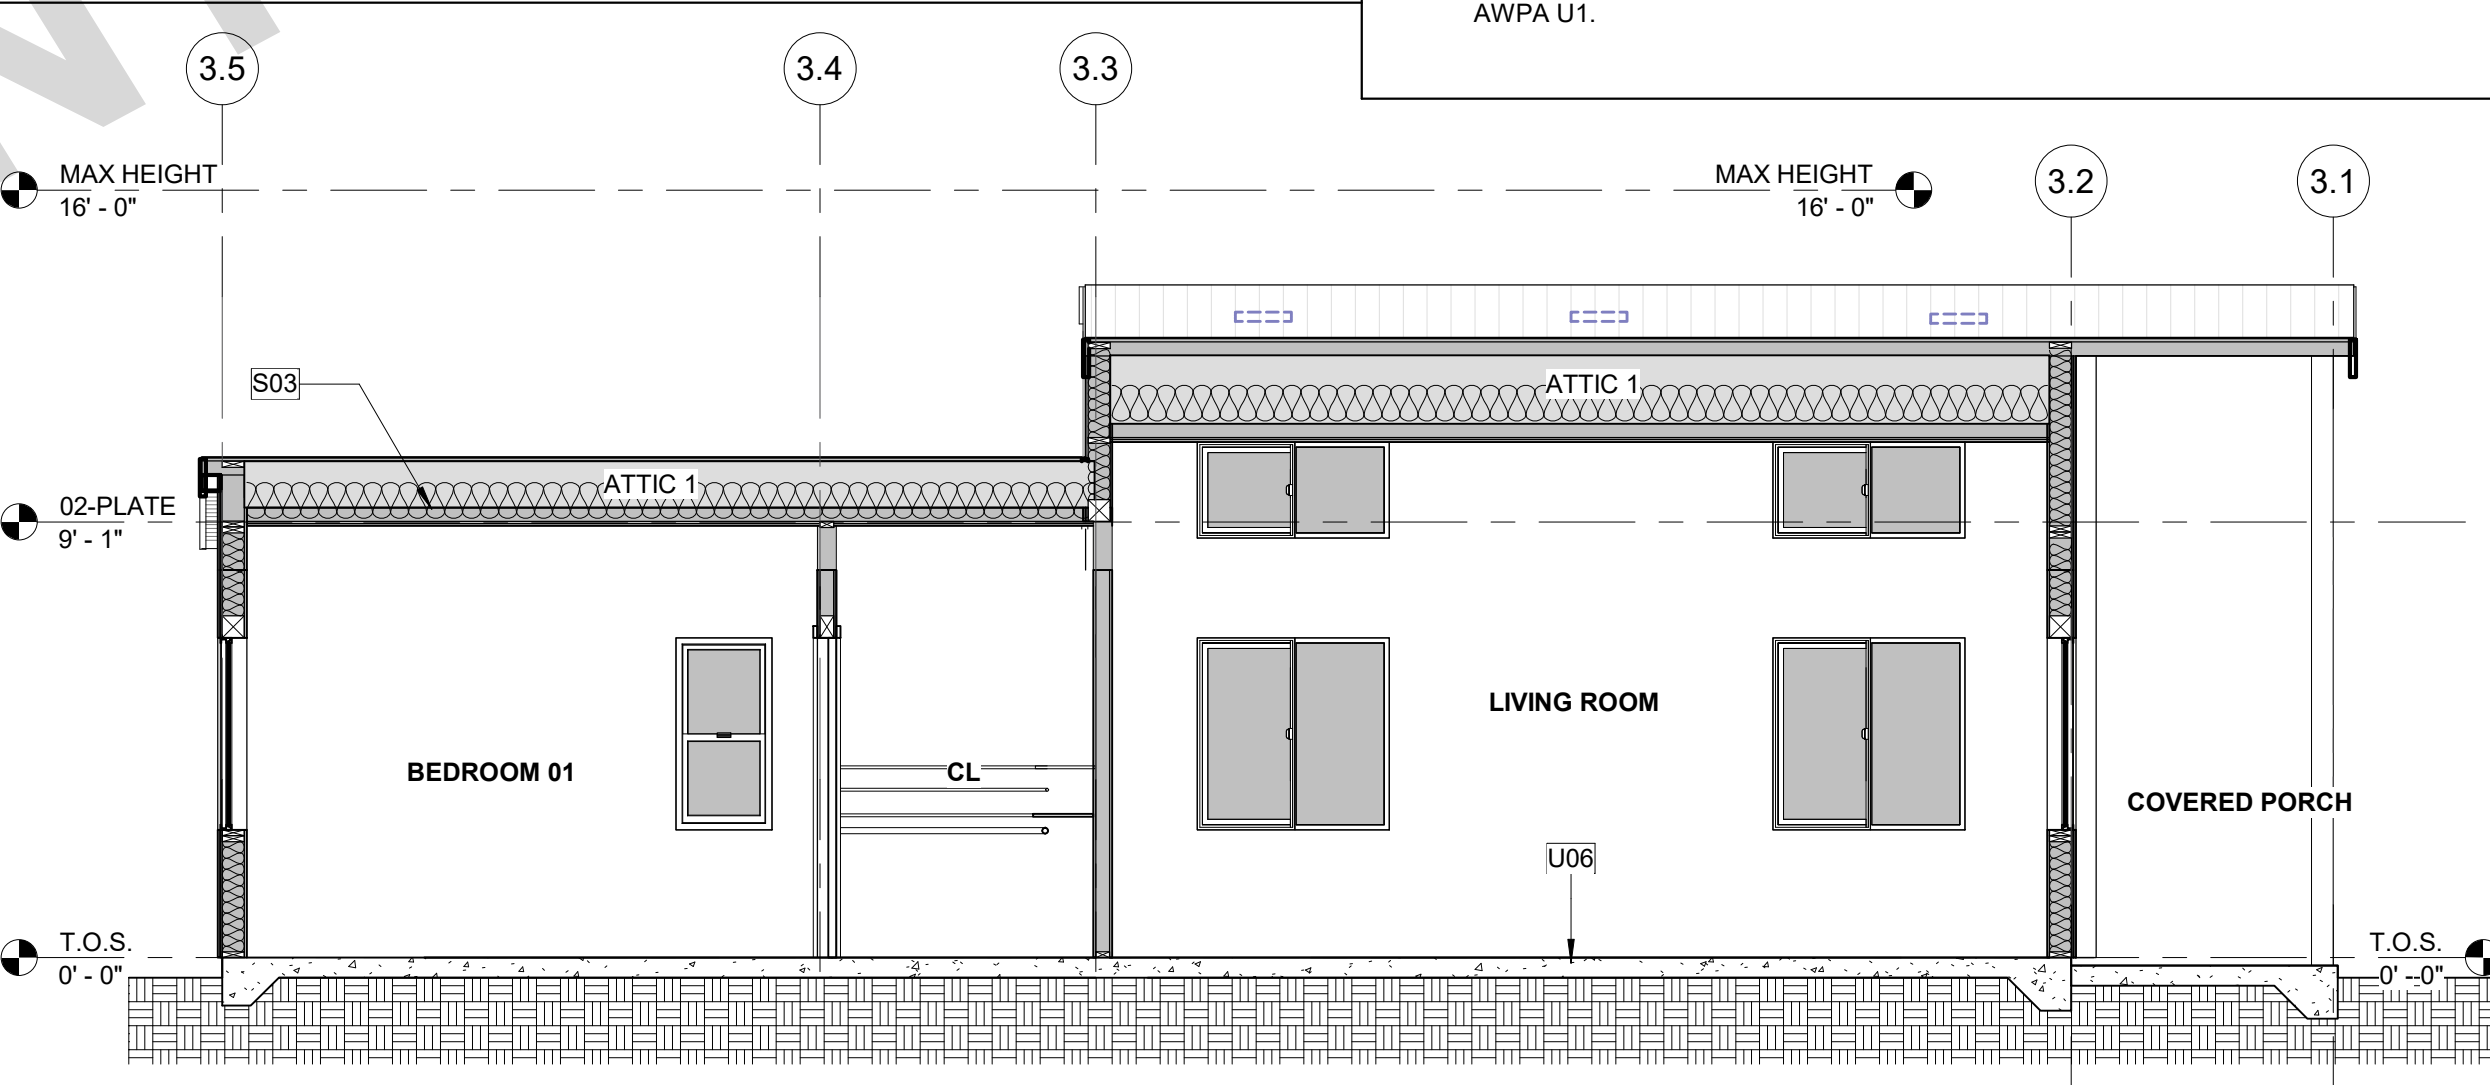 AWPA U1.
3.5
3.4
3.3
3.2
3.1
MAX HEIGHT
16' - 0"
MAX HEIGHT
16' - 0"
S03
ATTIC 1
ATTIC 1
02-PLATE
9' - 1"
LIVING ROOM
BEDROOM 01
CL
COVERED PORCH
U06
T.O.S.
0' - 0"
T.O.S.
0' - 0"